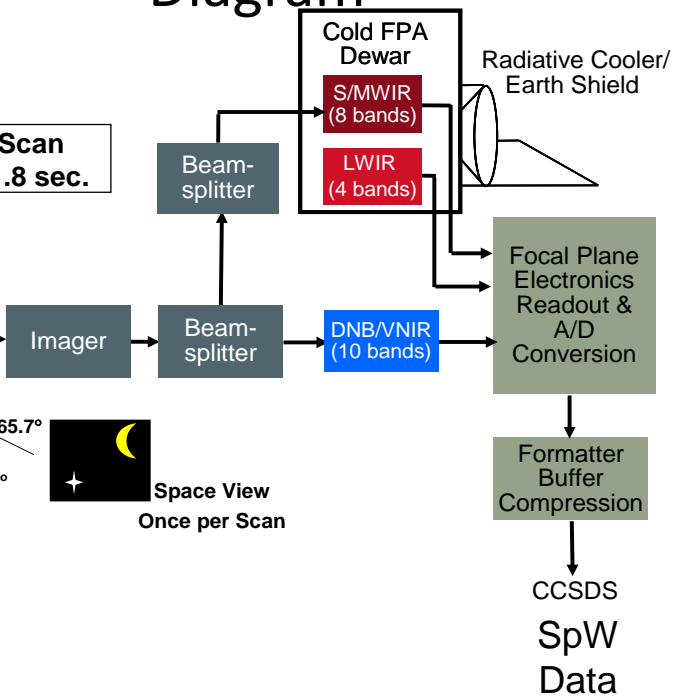 Diagram
Cold FPA
Dewar
S/MWIR
(8 bands)
LWIR
(4 bands)
Radiative Cooler/
Earth Shield
Scan
.8 sec.
Beam-
splitter
Imager
Beam-
splitter
DNB/VNIR
(10 bands)
Focal Plane
Electronics
Readout &
A/D
Conversion
65.7°
°
Space View
Once per Scan
Formatter
Buffer
Compression
CCSDS
SpW
Data